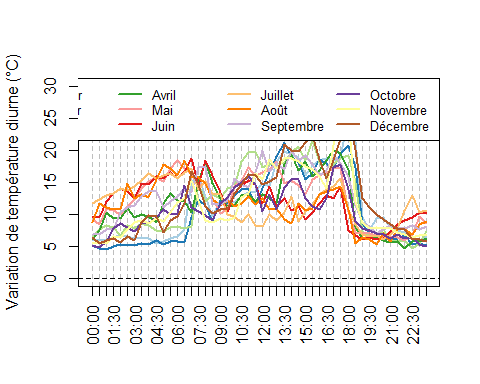 Variation de température diurne (°C)
30
25
20
15
10
5
0
r Avril Juillet Octobre
r Mai Août Novembre
Juin Septembre Décembre
00:00 01:30 03:00 04:30 06:00 07:30 09:00 10:30 12:00 13:30 15:00 16:30 18:00 19:30 21:00 22:30